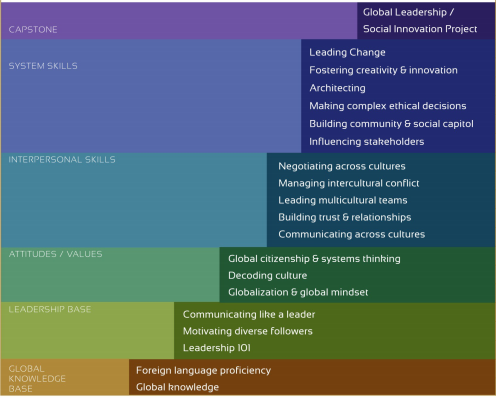 CAPSTONE
Global Leadership /
Social Innovation Project
SYSTEM SKILLS
Leading Change
Fostering creativity & innovation
Architecting
Making complex ethical decisions
Building community & social capitol
Influencing stakeholders
INTERPERSONAL SKILLS
Negotiating across cultures
Managing intercultural conflict
Leading multicultural teams
Building trust & relationships
Communicating across cultures
ATTITUDES / VALUES
Global citizenship & systems thinking
Decoding culture
Globalization & global mindset
LEADERSHIP BASE
Communicating like a leader
Motivating diverse followers
Leadership 101
GLOBAL
KNOWLEDGE
BASE
Foreign language proficiency
Global knowledge